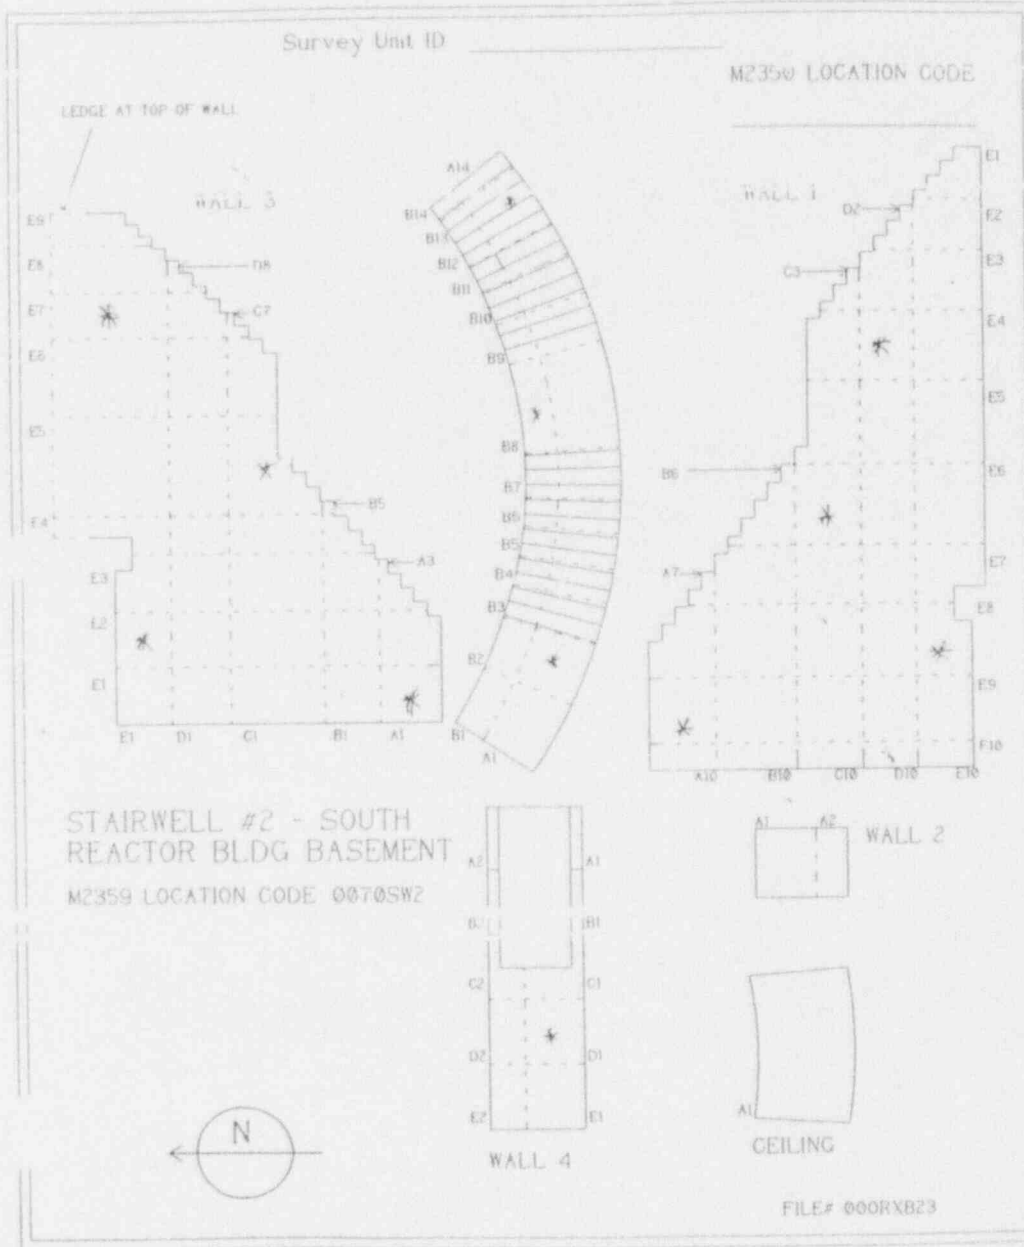 Survey Unit ID
M2350 LOCATION CODE
LEDGE AT TOP OF WALL
WALL 3
E9
E8
E7
E6
E5
E4
E3
E2
E1
D8
C7
B5
A3
E1 D1 C1 B1 A1
A14
B14
B13
B12
B11
B10
B9
B8
B7
B6
B5
B4
B3
B2
B1
A1
WALL 1
E1
E2
E3
E4
E5
E6
E7
E8
E9
E10
D2
C3
B6
A7
A10 B10 C10 D10 E10
STAIRWELL #2 - SOUTH
REACTOR BLDG BASEMENT
M2359 LOCATION CODE 0070SW2
A2 A1
B2 B1
C2 C1
D2 D1
E2 E1
WALL 4
A1 A2
WALL 2
A1
CEILING
N
FILE# 000RXB23